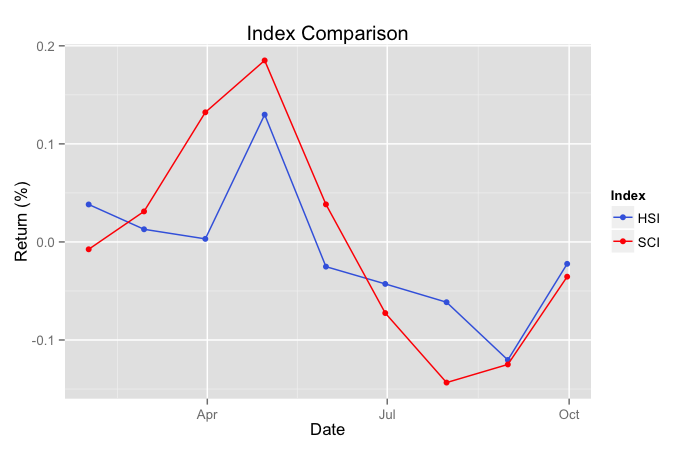 Index Comparison
0.2
0.1
0.0
-0.1
Return (%)
Apr
Jul
Oct
Date
Index
HSI
SCI